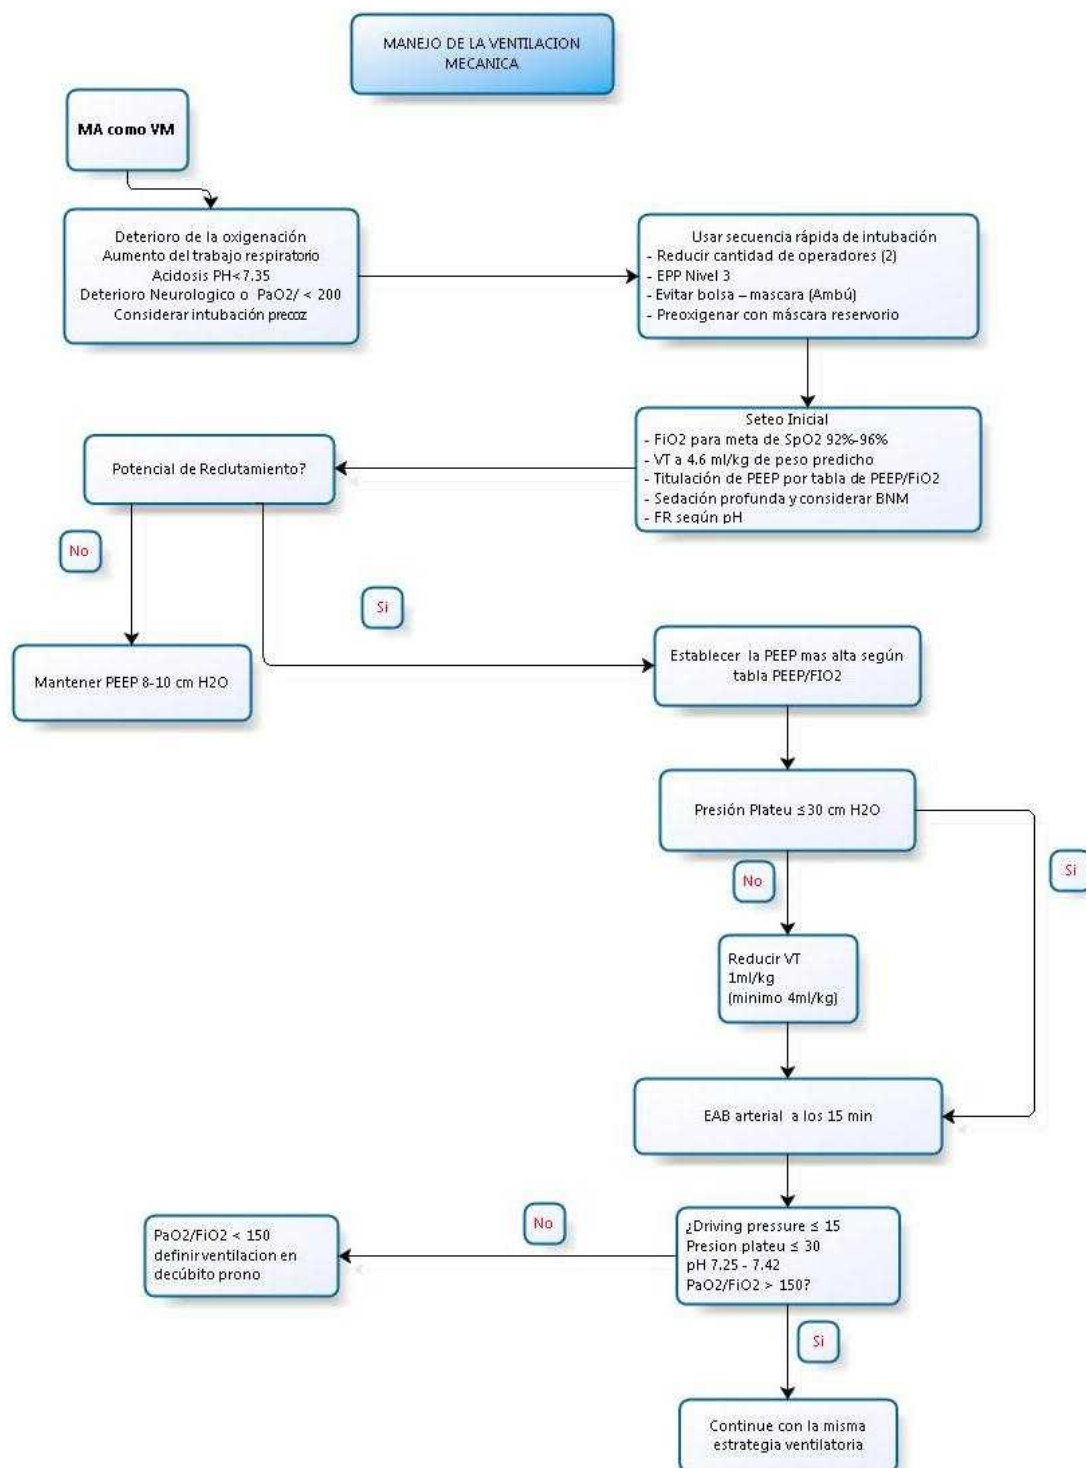 MANEJO DE LA VENTILACION
MECANICA
MA como VM
Deterioro de la oxigenación
Aumento del trabajo respiratorio
Acidosis PH<7.35
Deterioro Neurologico o PaO2/ < 200
Considerar intubación precoz
Usar secuencia rápida de intubación
- Reducir cantidad de operadores (2)
- EPP Nivel 3
- Evitar bolsa – mascara (Ambú)
- Preoxigenar con máscara reservorio
Seteo Inicial
- FiO2 para meta de SpO2 92%-96%
- VT a 4.6 ml/kg de peso predicho
- Titulación de PEEP por tabla de PEEP/FiO2
- Sedación profunda y considerar BNM
- FR según pH
Potencial de Reclutamiento?
No
Si
Mantener PEEP 8-10 cm H2O
Establecer la PEEP mas alta según
tabla PEEP/FIO2
Presión Plateu ≤30 cm H2O
No
Si
Reducir VT
1ml/kg
(minimo 4ml/kg)
EAB arterial a los 15 min
¿Driving pressure ≤ 15
Presion plateu ≤ 30
pH 7.25 - 7.42
PaO2/FiO2 > 150?
No
PaO2/FiO2 < 150
definir ventilacion en
decúbito prono
Si
Continue con la misma
estrategia ventilatoria